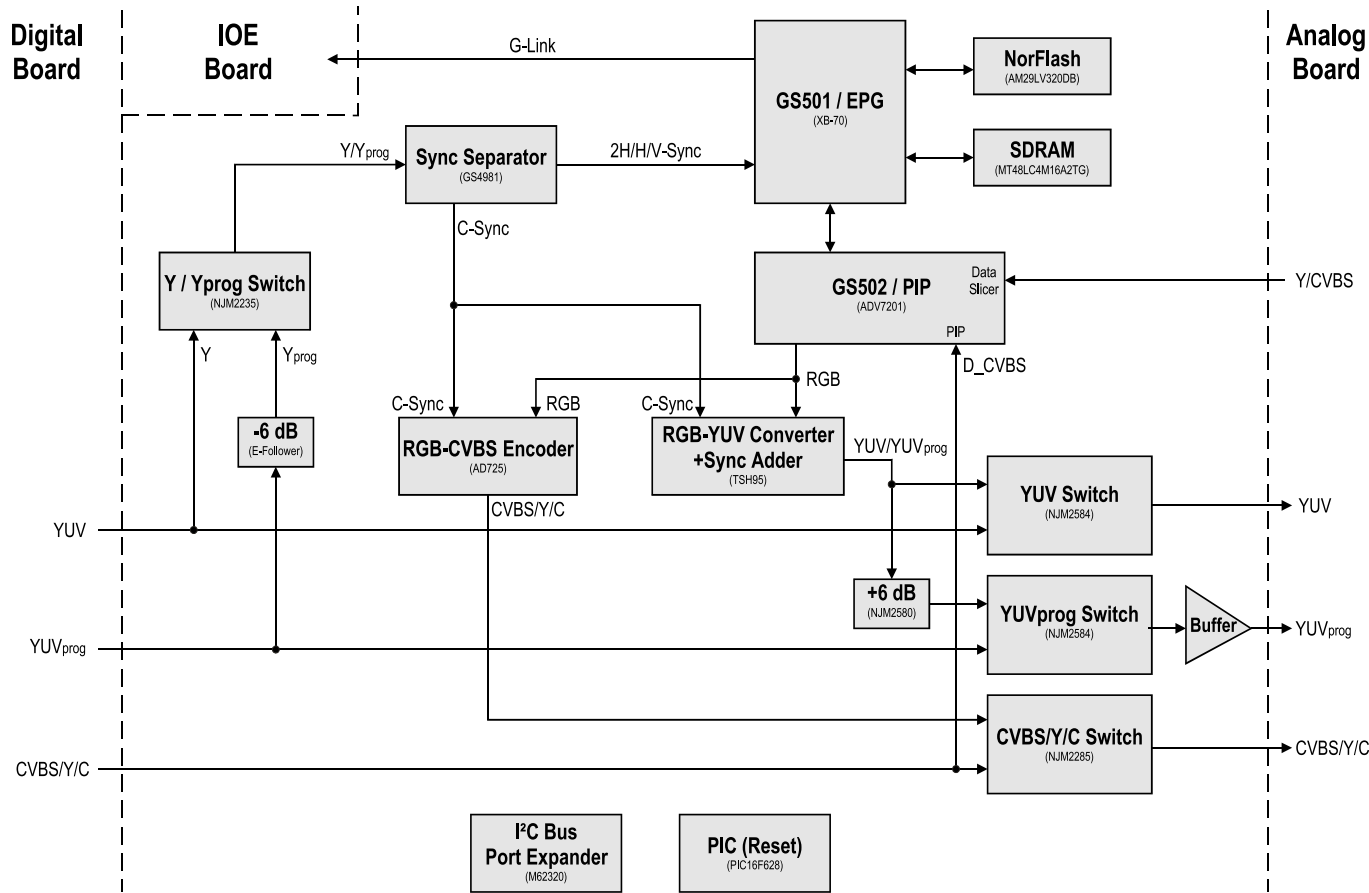 Digital
Board
IOE
Board
Analog
Board
G-Link
GS501 / EPG
(XB-70)
NorFlash
(AM29LV320DB)
SDRAM
(MT48LC4M16A2TG)
Y/Yprog
Sync Separator
(GS4981)
2H/H/V-Sync
C-Sync
Y / Yprog Switch
(NJM2235)
GS502 / PIP
(ADV7201)
Data
Slicer
PIP
Y/CVBS
Y
Yprog
D_CVBS
RGB
C-Sync
RGB
C-Sync
-6 dB
(E-Follower)
RGB-CVBS Encoder
(AD725)
RGB-YUV Converter
+Sync Adder
(TSH95)
YUV/YUVprog
CVBS/Y/C
YUV
YUV Switch
(NJM2584)
YUV
+6 dB
(NJM2580)
YUVprog Switch
(NJM2584)
Buffer
YUVprog
YUVprog
CVBS/Y/C Switch
(NJM2285)
CVBS/Y/C
CVBS/Y/C
I²C Bus
Port Expander
(M62320)
PIC (Reset)
(PIC16F628)